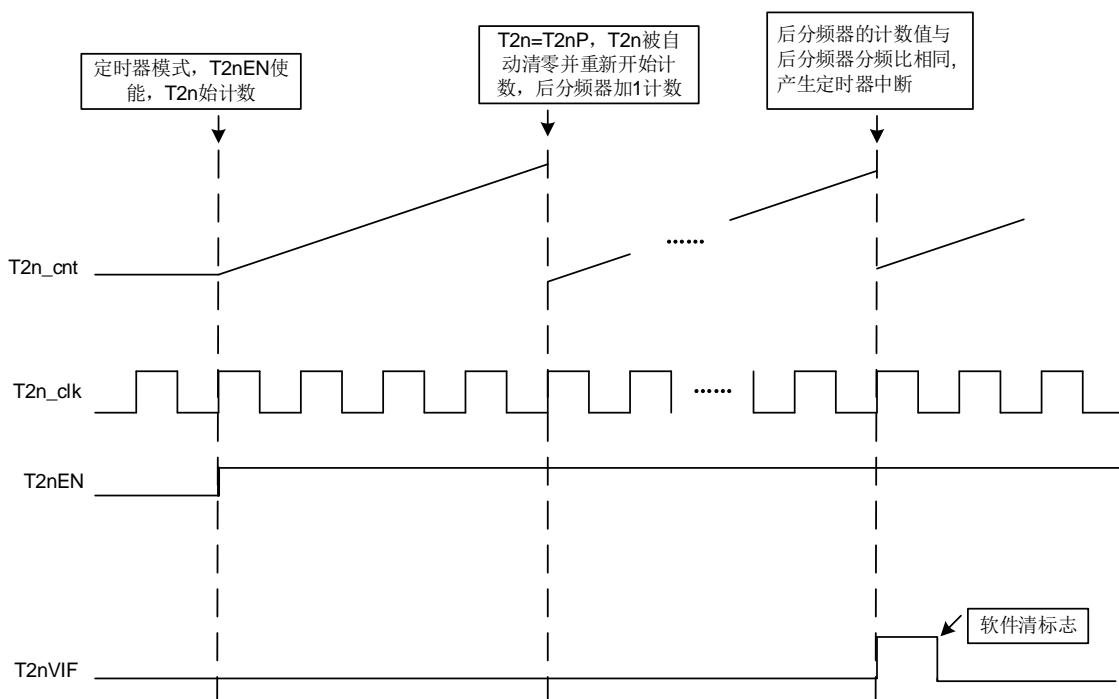 定时器模式，T2nEN使
能，T2n始计数
T2n=T2nP，T2n被自
动清零并重新开始计
数，后分频器加1计数
后分频器的计数值与
后分频器分频比相同,
产生定时器中断
T2n_cnt
......
T2n_clk
......
T2nEN
软件清标志
T2nVIF